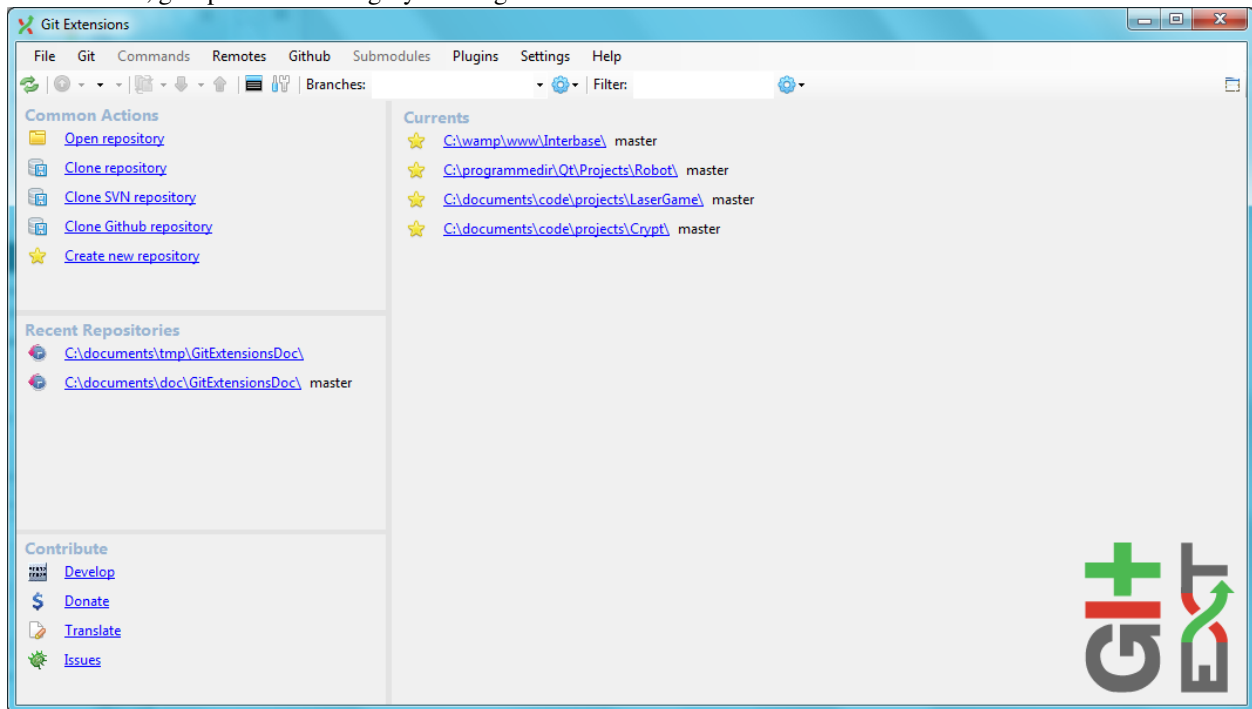 Git Extensions
File Git Commands Remotes Github Submodules Plugins Settings Help
Branches: Filter:
Common Actions
Open repository
Clone repository
Clone SVN repository
Clone Github repository
Create new repository
Recent Repositories
C:\documents\tmp\GitExtensionsDoc\
C:\documents\doc\GitExtensionsDoc\ master
Contribute
Develop
Donate
Translate
Issues
Currents
C:\wamp\www\Interbase\ master
C:\programmedir\Qt\Projects\Robot\ master
C:\documents\code\projects\LaserGame\ master
C:\documents\code\projects\Crypt\ master
GIt
EXT